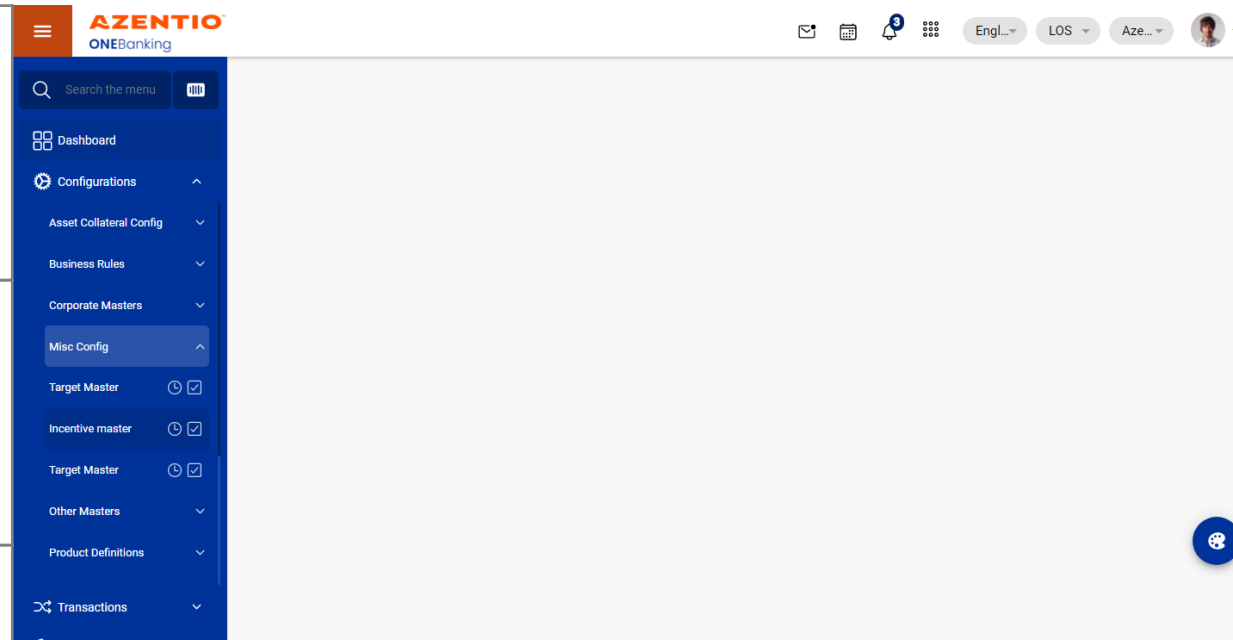 AZENTIO
ONEBanking
3
Engl...
LOS
Aze...
Search the menu
Dashboard
Configurations
Asset Collateral Config
Business Rules
Corporate Masters
Misc Config
Target Master
Incentive master
Target Master
Other Masters
Product Definitions
Transactions